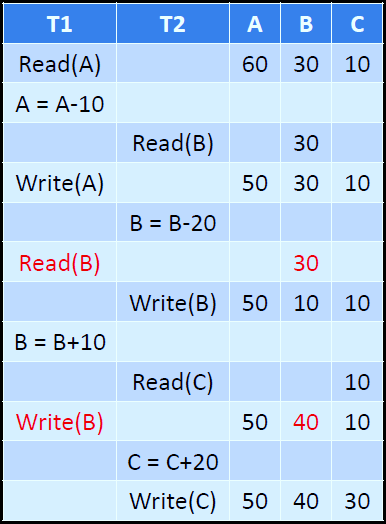 T1 T2 A B C
Read(A) 60 30 10
A = A-10
Read(B) 30
Write(A) 50 30 10
B = B-20
Read(B) 30
Write(B) 50 10 10
B = B+10
Read(C) 10
Write(B) 50 40 10
C = C+20
Write(C) 50 40 30